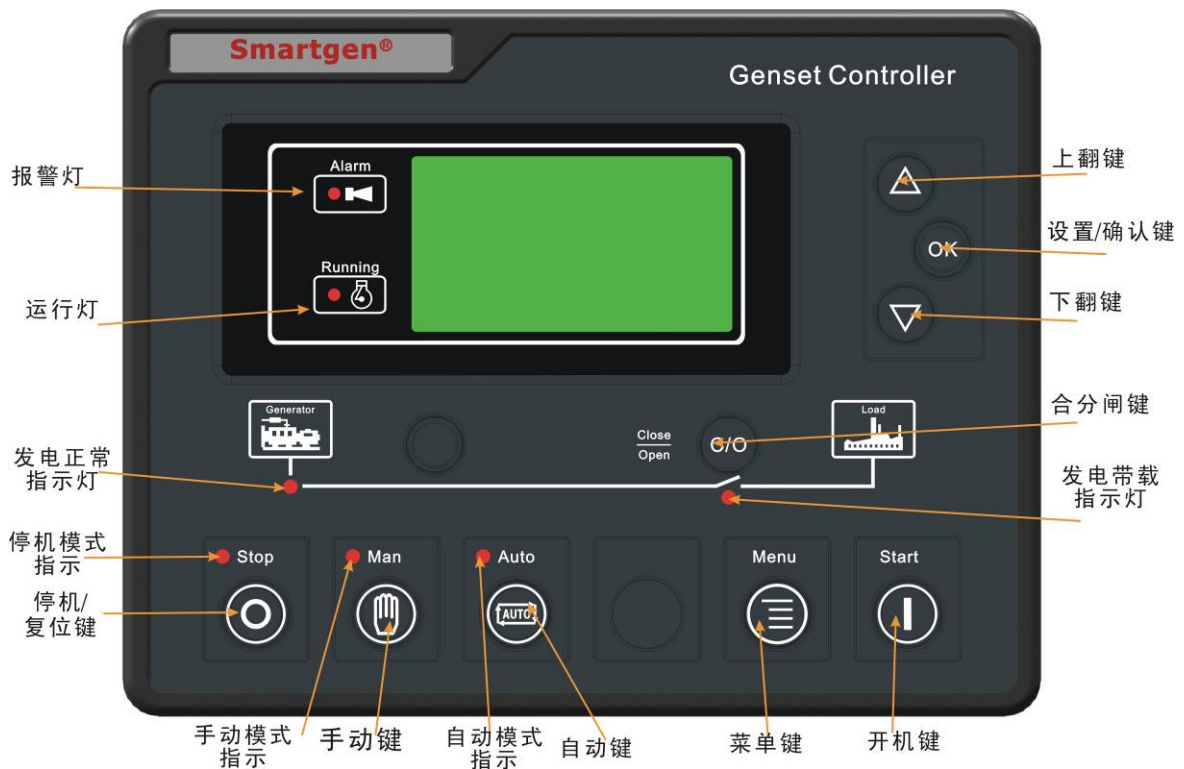 Smartgen®
Genset Controller
Alarm
报警灯
上翻键
OK
设置/确认键
Running
运行灯
下翻键
Generator
Load
合分闸键
Close
Open
C/O
发电正常
指示灯
发电带载
指示灯
停机模式
指示
Stop
Man
Auto
Menu
Start
AUTO
停机/
复位键
手动模式
指示
手动键
自动模式
指示
自动键
菜单键
开机键